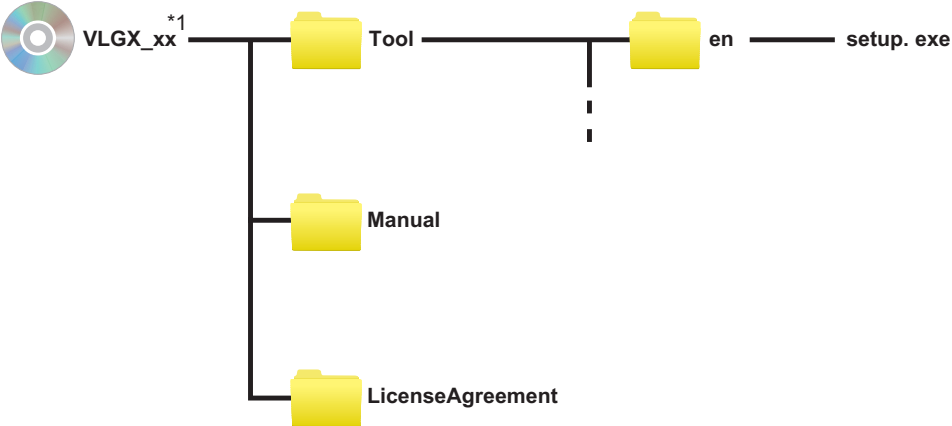 VLGX_xx*1
Tool
en
setup. exe
Manual
LicenseAgreement